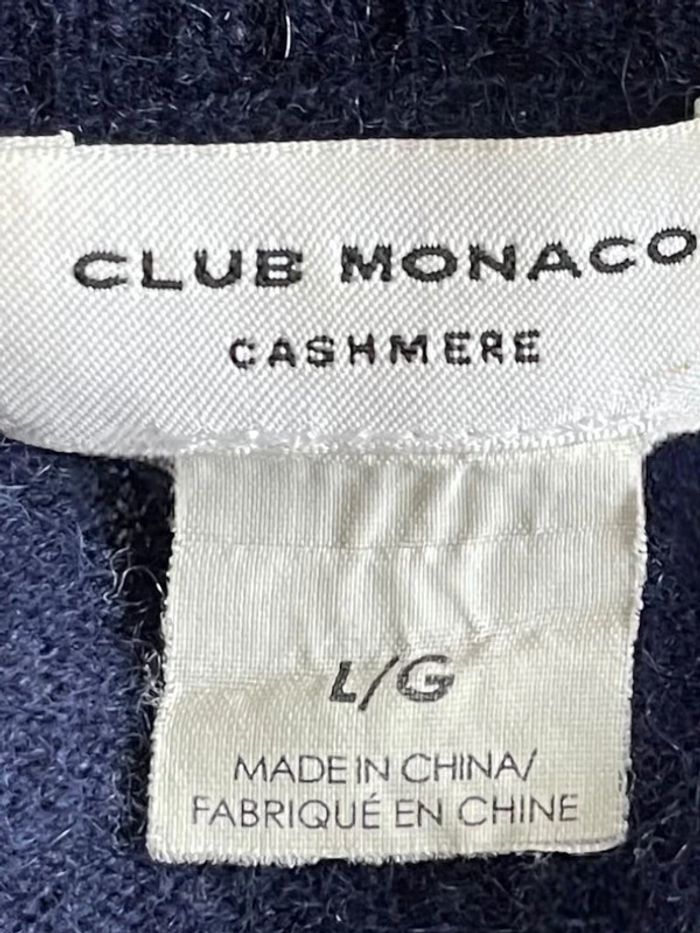 CLUB MONACO
CASHMERE
L/G
MADE IN CHINA/
FABRIQUÉ EN CHINE